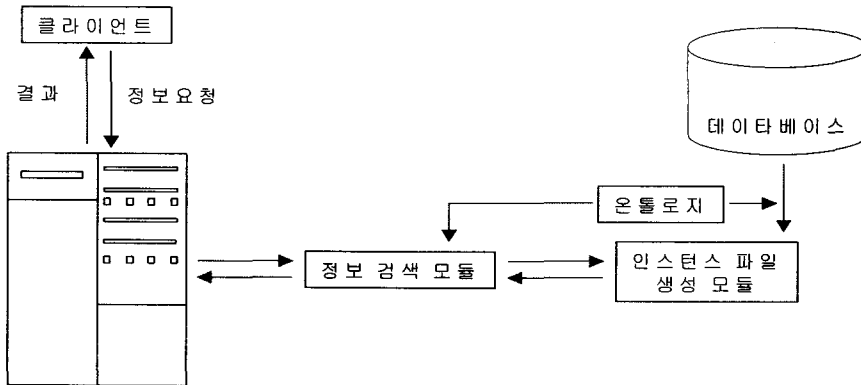 클라이언트
결과
정보요청
데이타베이스
온톨로지
정보 검색 모듈
인스턴스 파일
생성 모듈